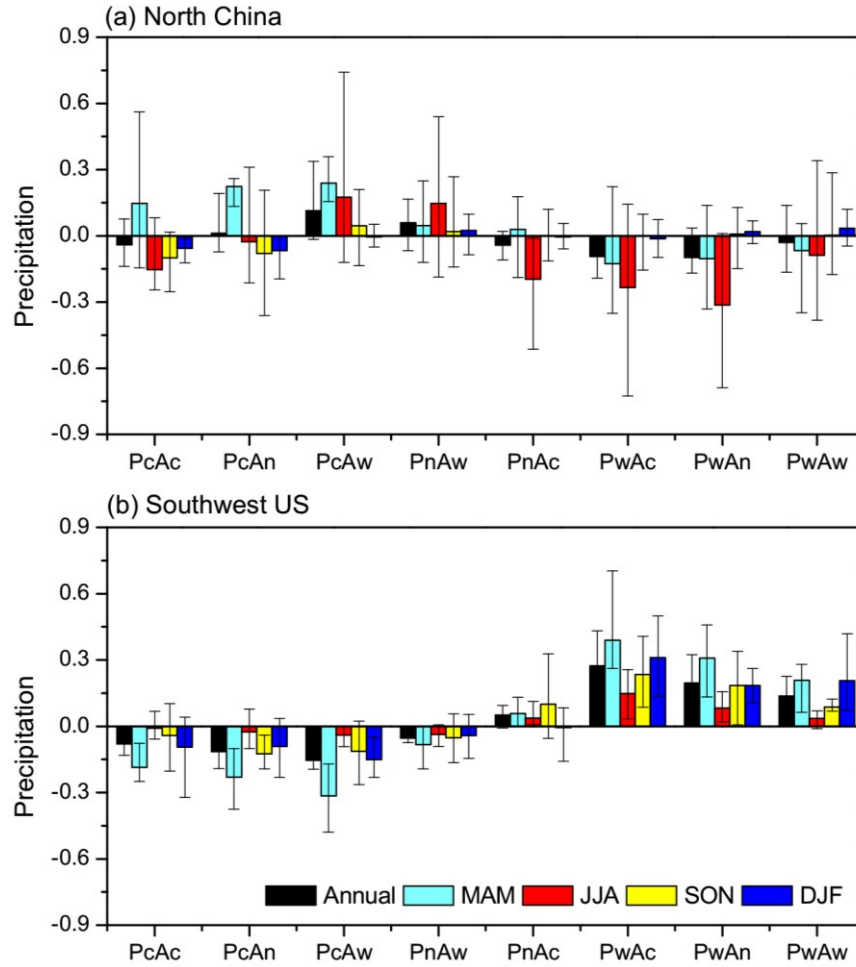 (a) North China
0.9
0.6
0.3
0.0
-0.3
-0.6
-0.9
Precipitation
PcAc PcAn PcAw PnAw PnAc PwAc PwAn PwAw
(b) Southwest US
0.9
0.6
0.3
0.0
-0.3
-0.6
-0.9
Precipitation
Annual MAM JJA SON DJF
PcAc PcAn PcAw PnAw PnAc PwAc PwAn PwAw